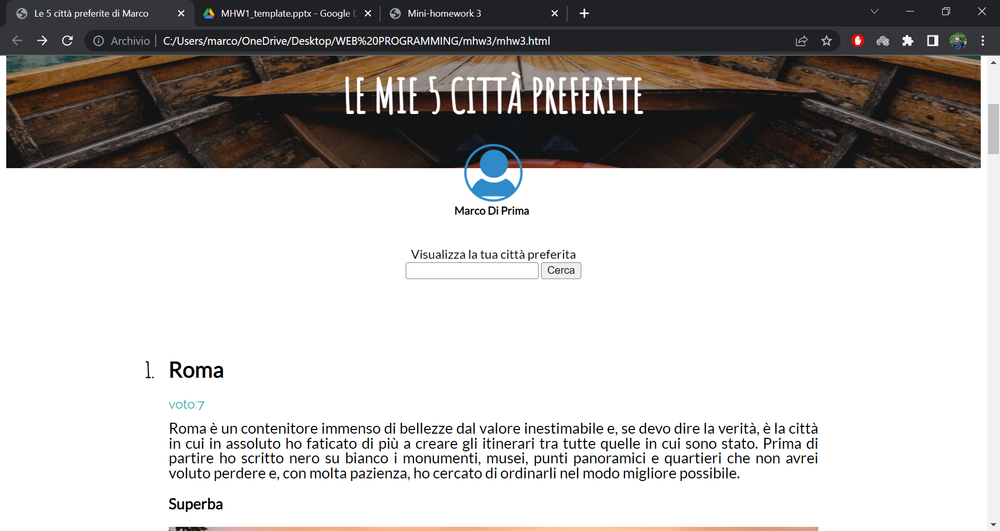 Le 5 città preferite di Marco
MHW1_template.pptx - Google D
Mini-homework 3
Archivio
C:/Users/marco/OneDrive/Desktop/WEB%20PROGRAMMING/mhw3/mhw3.html
LE MIE 5 CITTÀ PREFERITE
Marco Di Prima
Visualizza la tua città preferita
Cerca
1. Roma
voto:7
Roma è un contenitore immenso di bellezze dal valore inestimabile e, se devo dire la verità, è la città
in cui in assoluto ho faticato di più a creare gli itinerari tra tutte quelle in cui sono stato. Prima di
partire ho scritto nero su bianco i monumenti, musei, punti panoramici e quartieri che non avrei
voluto perdere e, con molta pazienza, ho cercato di ordinarli nel modo migliore possibile.
Superba